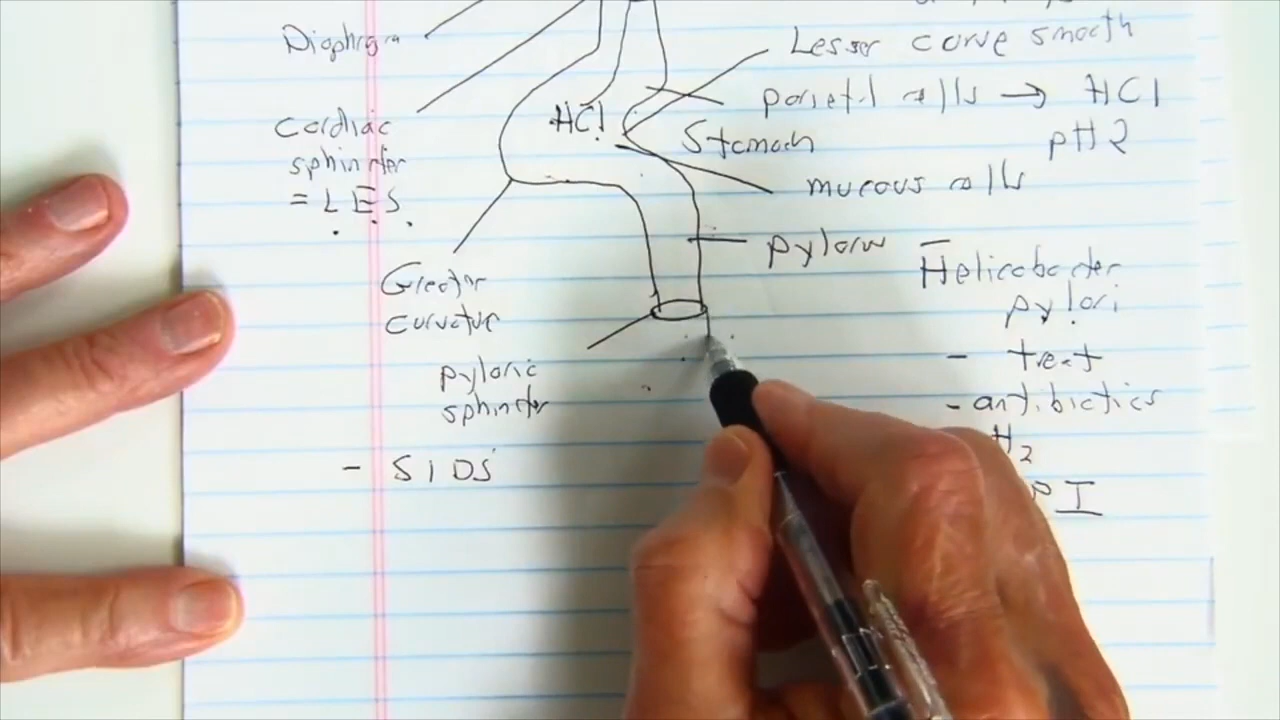 Diaphragm
Cardiac
sphincter
= L E S
Greater
curvature
pyloric
sphincter
- SIDS
HCl
Stomach
Lesser curve smooth
parietal cells → HCl
pH 2
mucous cells
pylorus
Helicobacter
pylori
- treat
- antibiotics
H2
PI